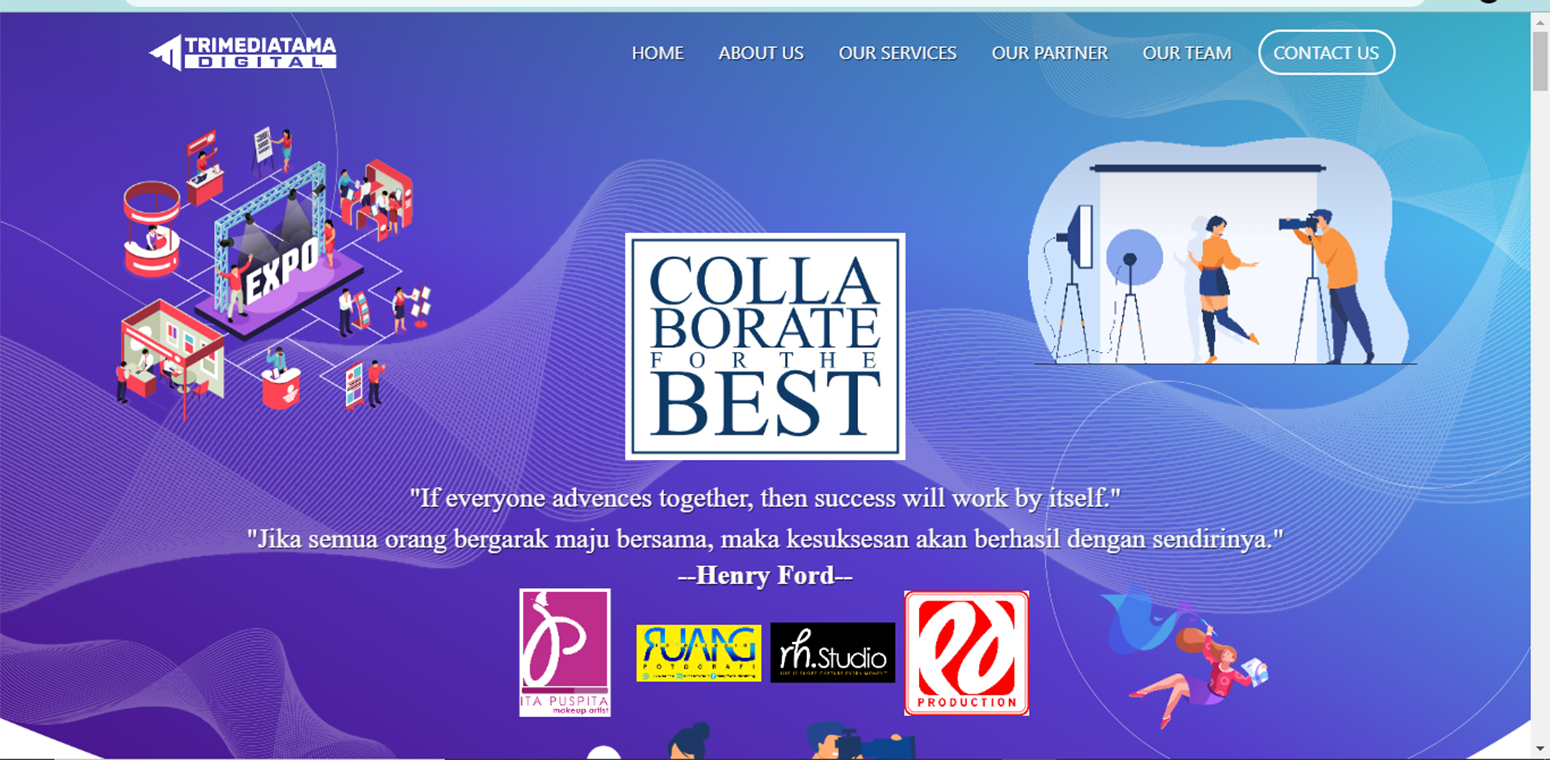 TRIMEDIATAMA
DIGITAL
HOME ABOUT US OUR SERVICES OUR PARTNER OUR TEAM CONTACT US
EXPO
COLLA
BORATE
FOR THE
BEST
"If everyone advences together, then success will work by itself."
"Jika semua orang bergarak maju bersama, maka kesuksesan akan berhasil dengan sendirinya."
--Henry Ford--
ITA PUSPITA
makeup artist
RUANG
FOTOGRAFI
rh.Studio
PRODUCTION